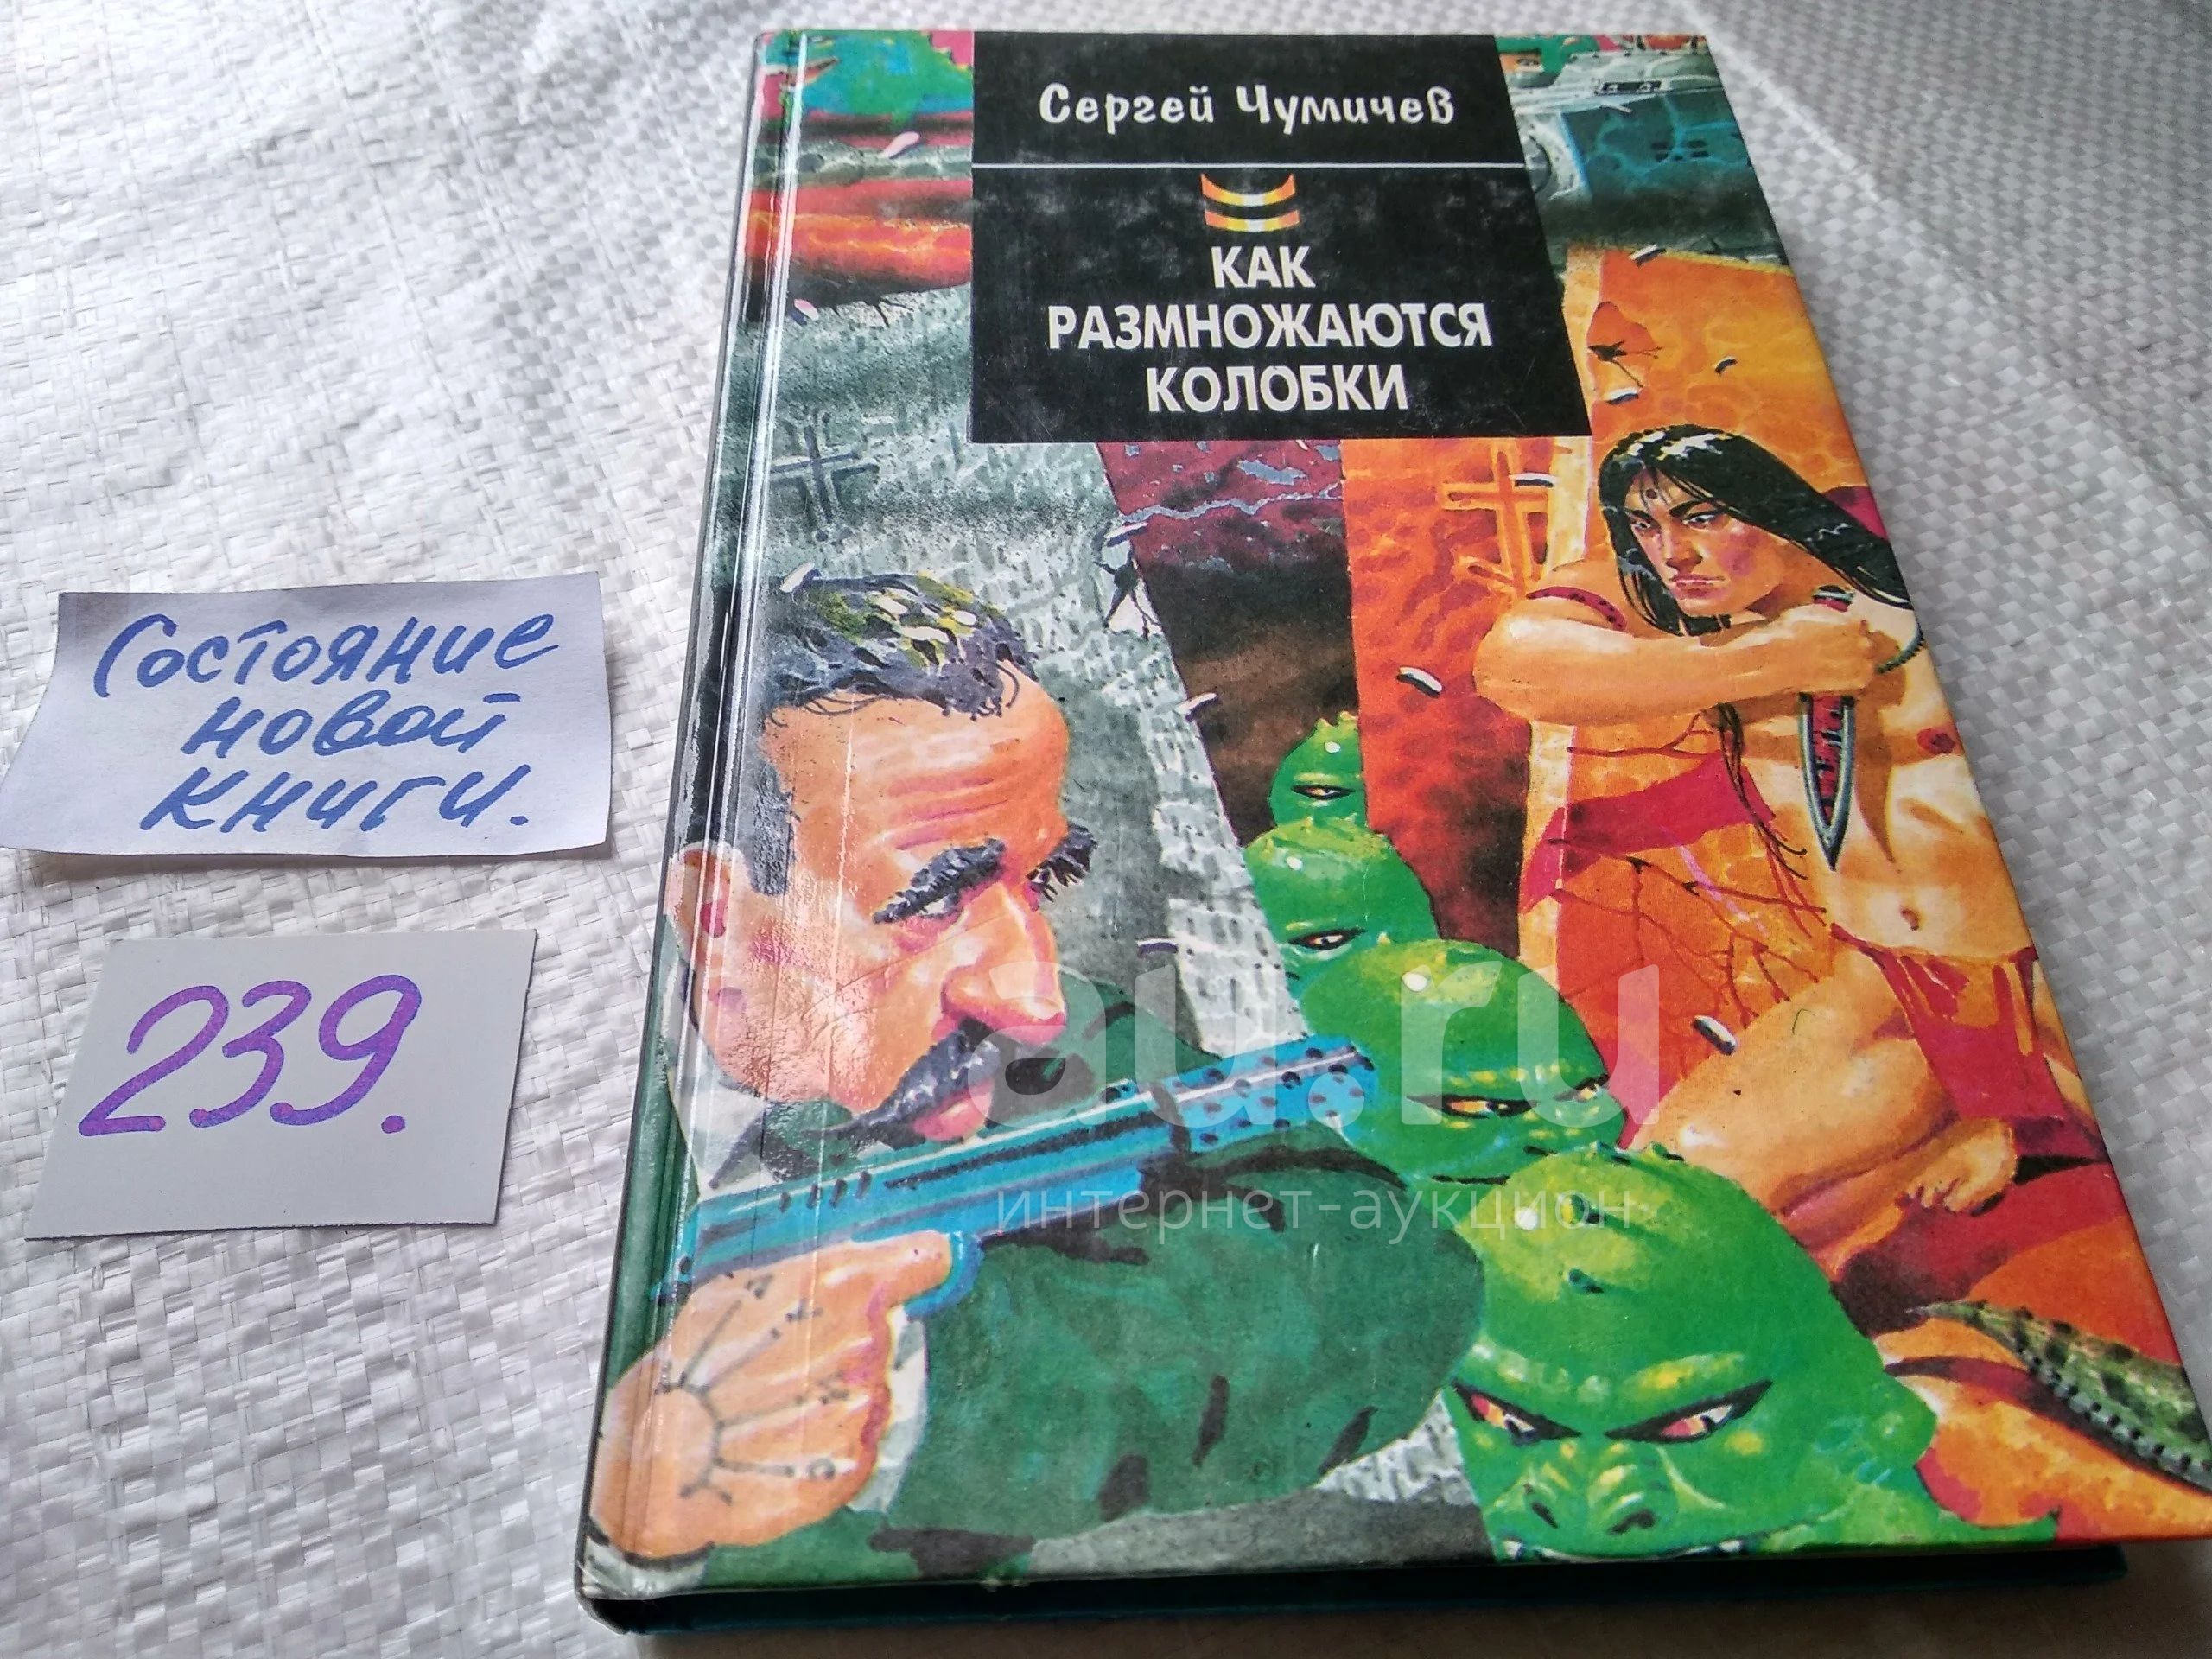 Сергей Чумичев
КАК
РАЗМНОЖАЮТСЯ
КОЛОБКИ
Состояние
новой
книги.
239.
au.ru
интернет-аукцион